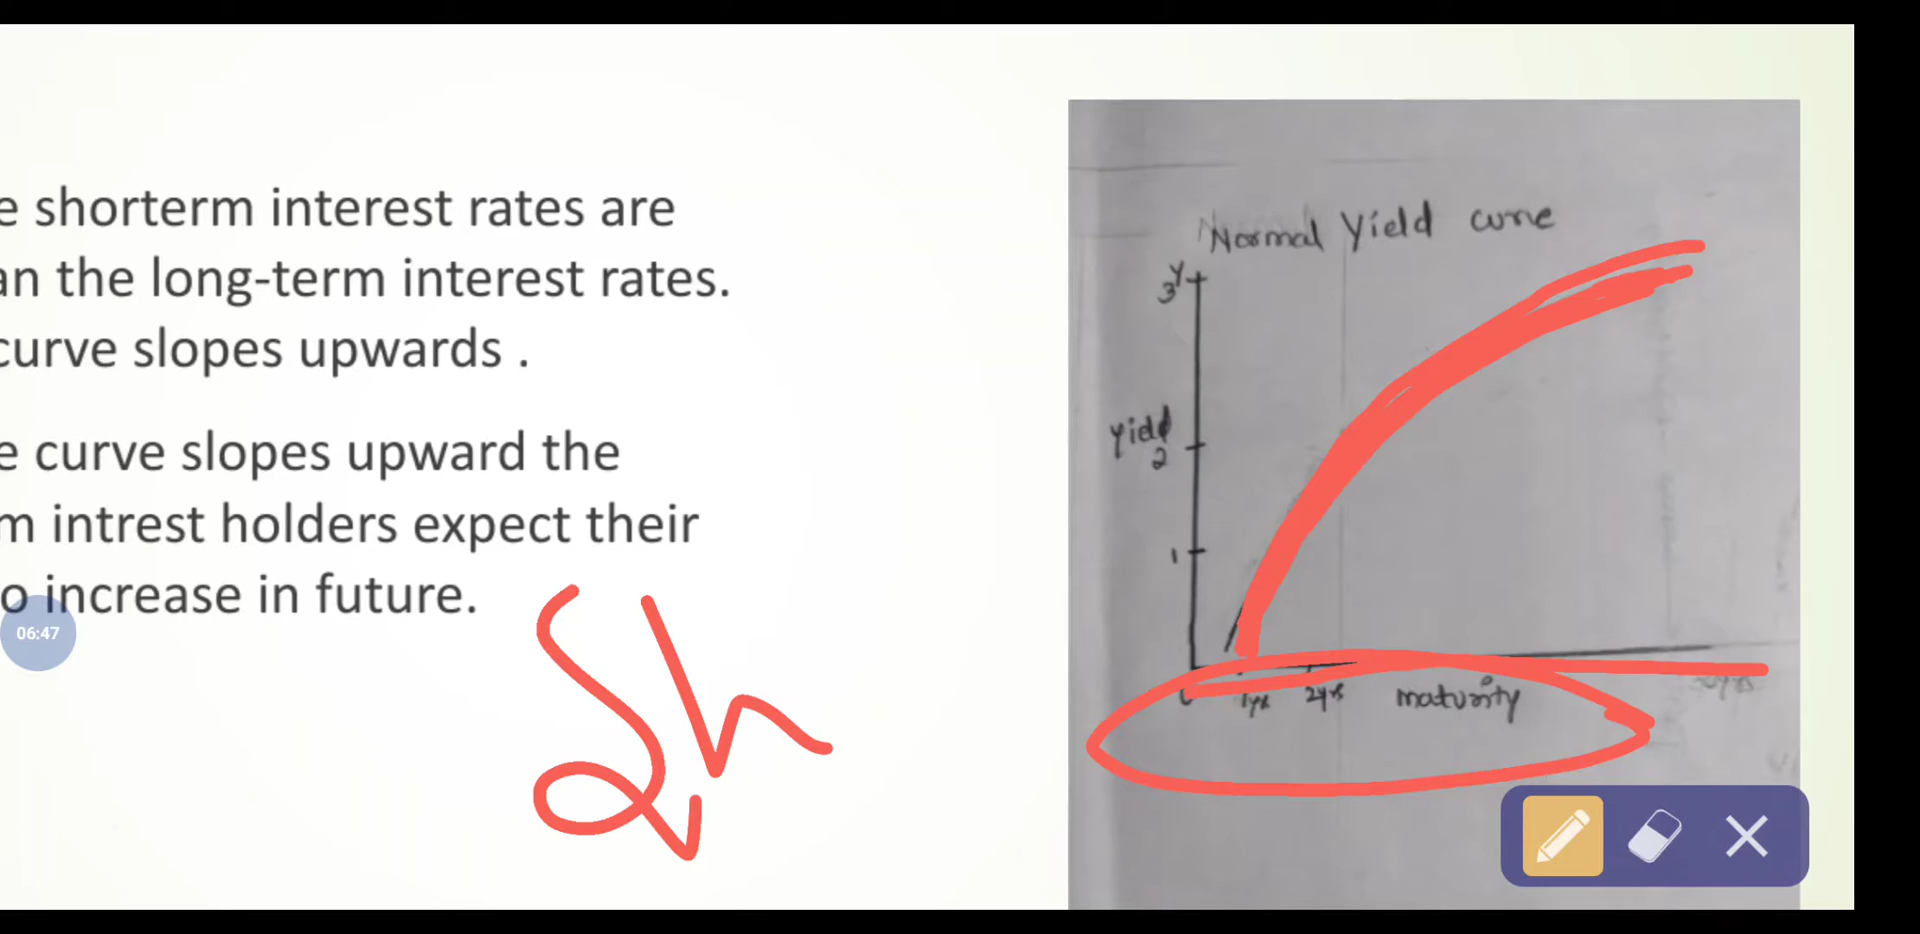 e shorterm interest rates are
an the long-term interest rates.
curve slopes upwards .
e curve slopes upward the
m intrest holders expect their
o increase in future.
06:47
Sh
Normal Yield curve
Y
3
Yield
2
1
1yr 2yrs maturity